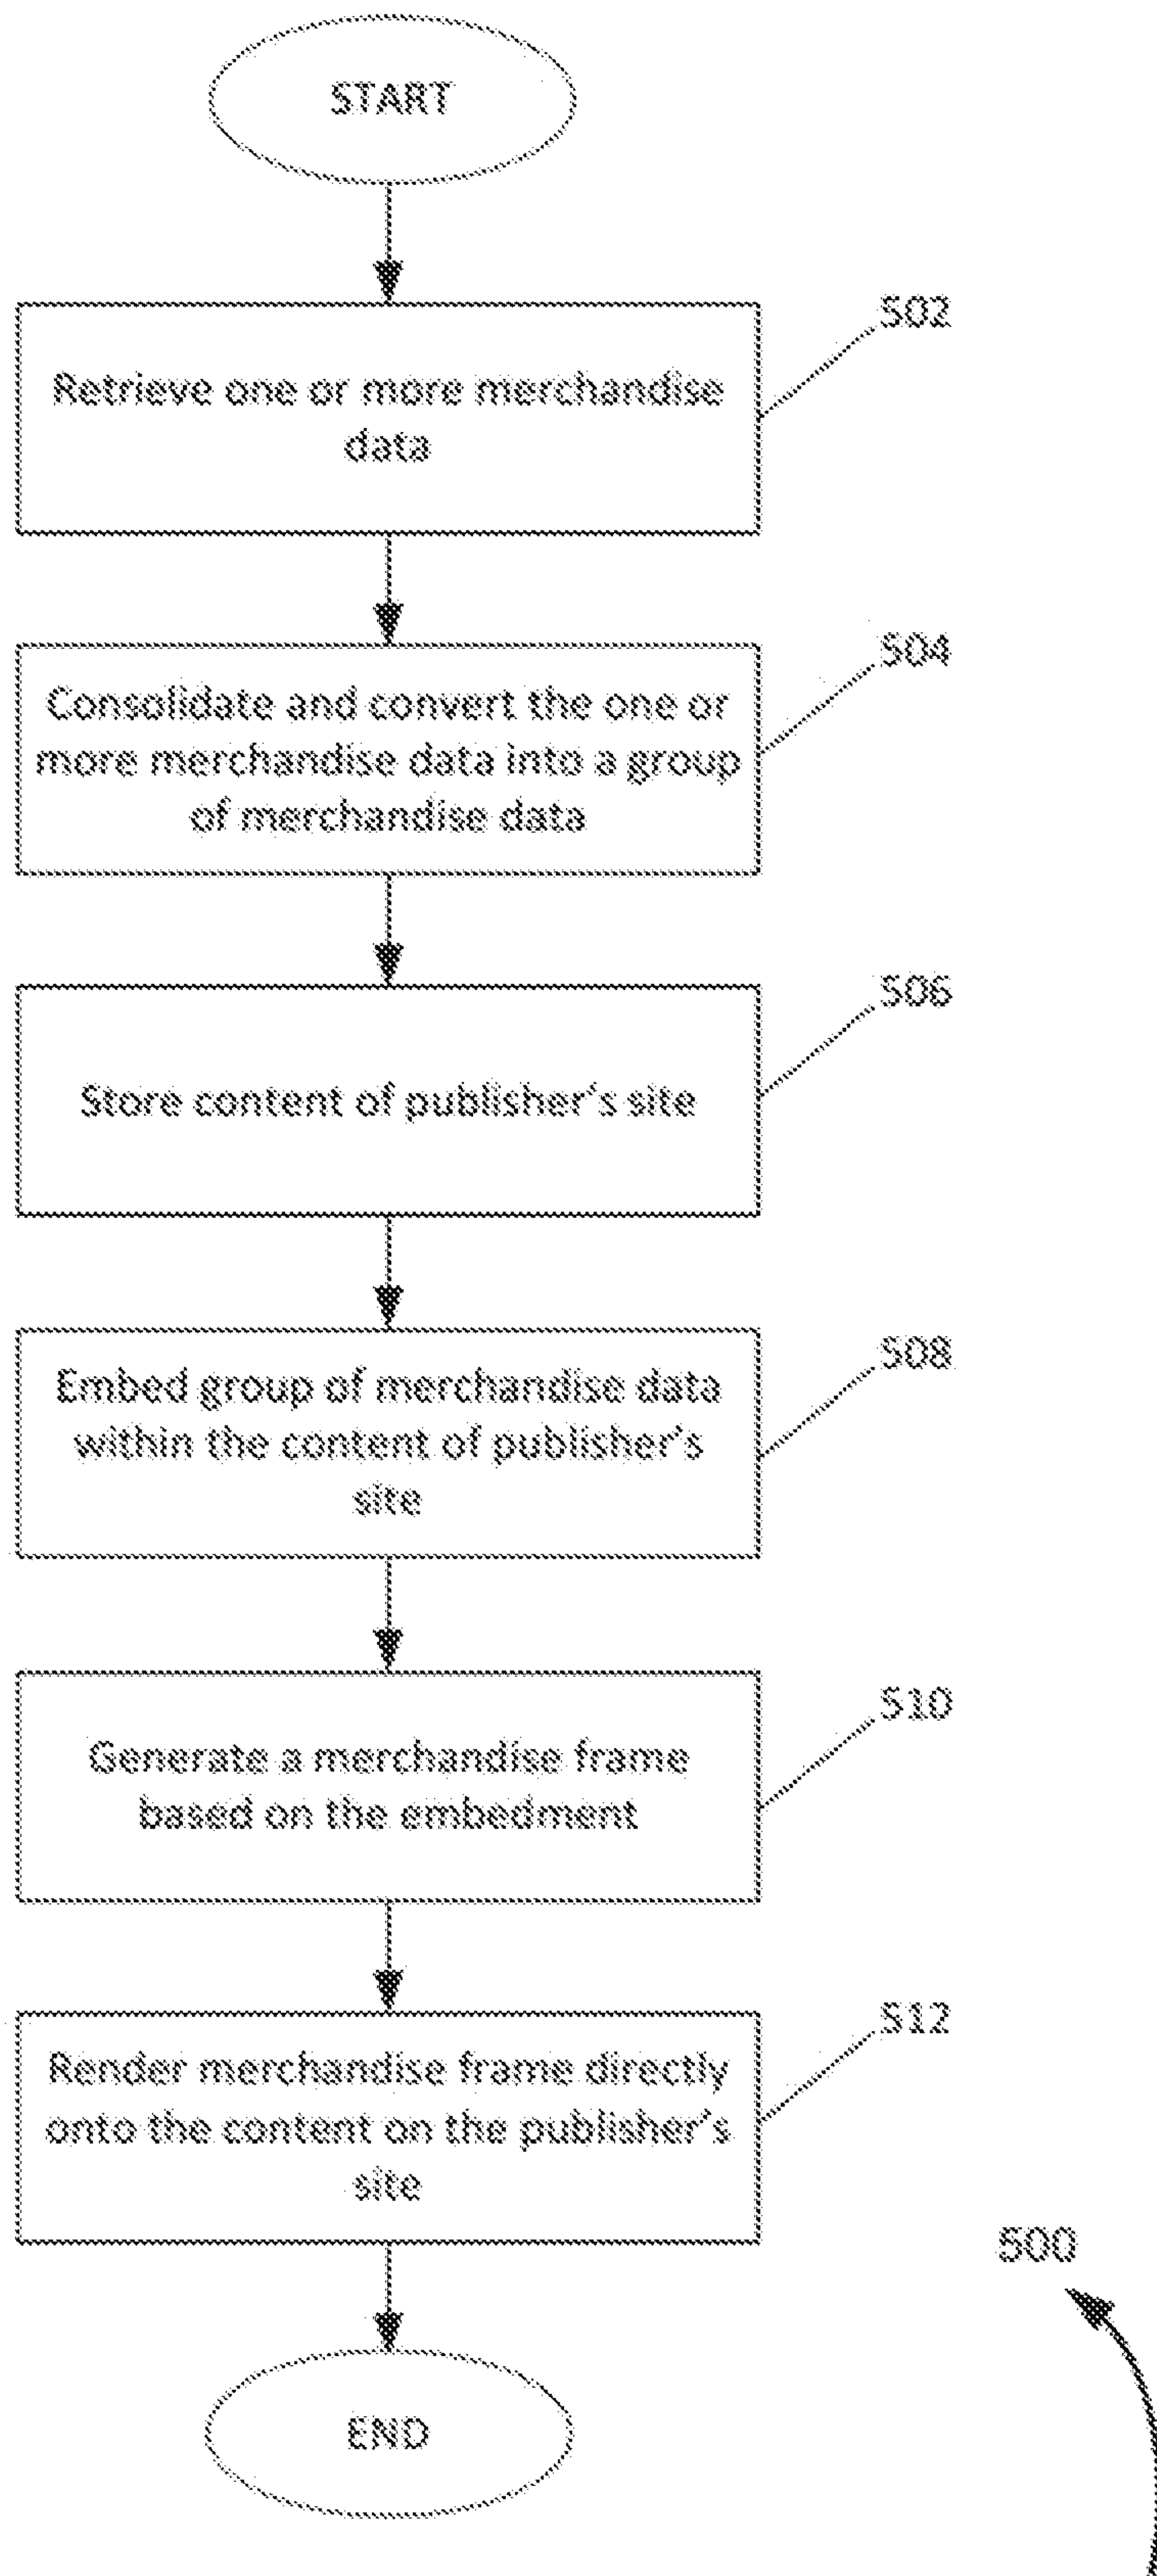 START
502
Retrieve one or more merchandise
data
504
Consolidate and convert the one or
more merchandise data into a group
of merchandise data
506
Store content of publisher's site
508
Embed group of merchandise data
within the content of publisher's
site
510
Generate a merchandise frame
based on the embedment
512
Render merchandise frame directly
onto the content on the publisher's
site
500
END